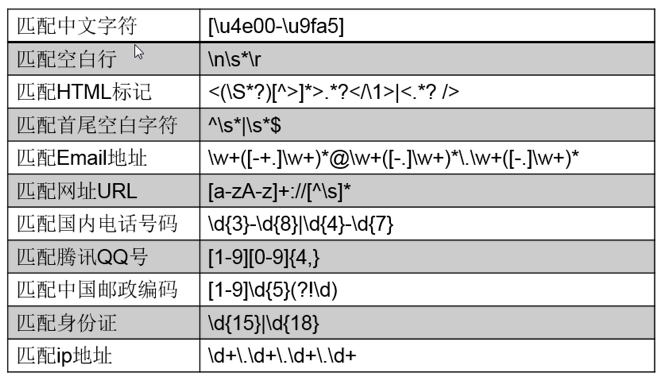 匹配中文字符 [\u4e00-\u9fa5]
匹配空白行 \n\s*\r
匹配HTML标记 <(\S*?)[^>]*>.*?</\1>|<.*? />
匹配首尾空白字符 ^\s*|\s*$
匹配Email地址 \w+([-+.]\w+)*@\w+([-.]\w+)*\.\w+([-.]\w+)*
匹配网址URL [a-zA-z]+://[^\s]*
匹配国内电话号码 \d{3}-\d{8}|\d{4}-\d{7}
匹配腾讯QQ号 [1-9][0-9]{4,}
匹配中国邮政编码 [1-9]\d{5}(?!\d)
匹配身份证 \d{15}|\d{18}
匹配ip地址 \d+\.\d+\.\d+\.\d+